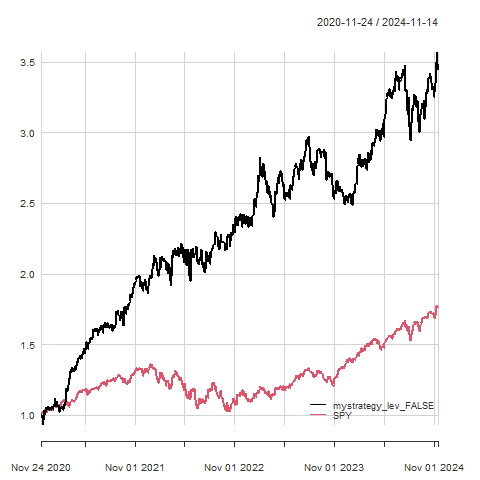 2020-11-24 / 2024-11-14
3.5
3.0
2.5
2.0
1.5
1.0
mystrategy_lev_FALSE
SPY
Nov 24 2020
Nov 01 2021
Nov 01 2022
Nov 01 2023
Nov 01 2024